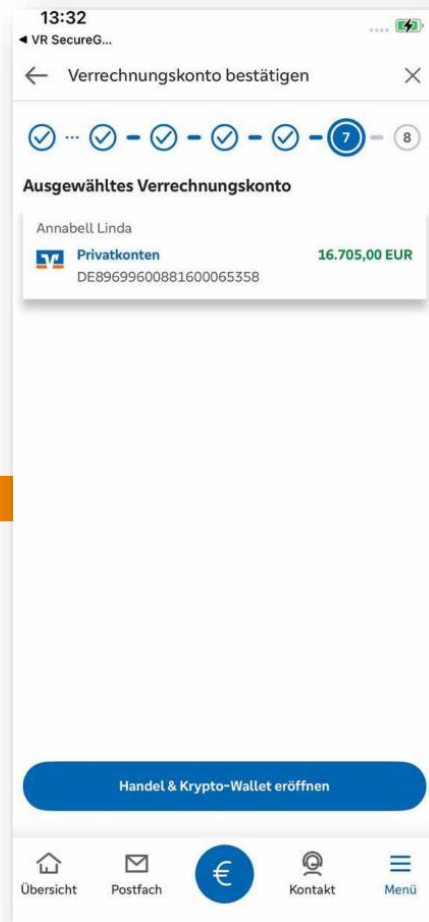 13:32
◀ VR SecureG...
Verrechnungskonto bestätigen
7
8
Ausgewähltes Verrechnungskonto
Annabell Linda
Privatkonten 16.705,00 EUR
DE89699600881600065358
Handel & Krypto-Wallet eröffnen
€
Übersicht Postfach Kontakt Menü